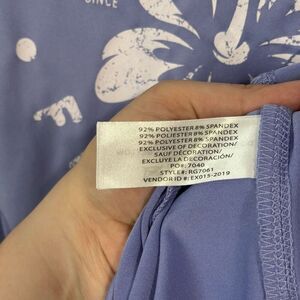 SINCE
92% POLYESTER 8% SPANDEX
92% POLYESTER 8% SPANDEX
92% POLYESTER 8% SPANDEX
EXCLUSIVE OF DECORATION/
SAUF DÉCORATION/
EXCLUYE LA DECORACIÓN/
PO#: 7040
STYLE#: RG7061
VENDOR ID #: EX015-2019